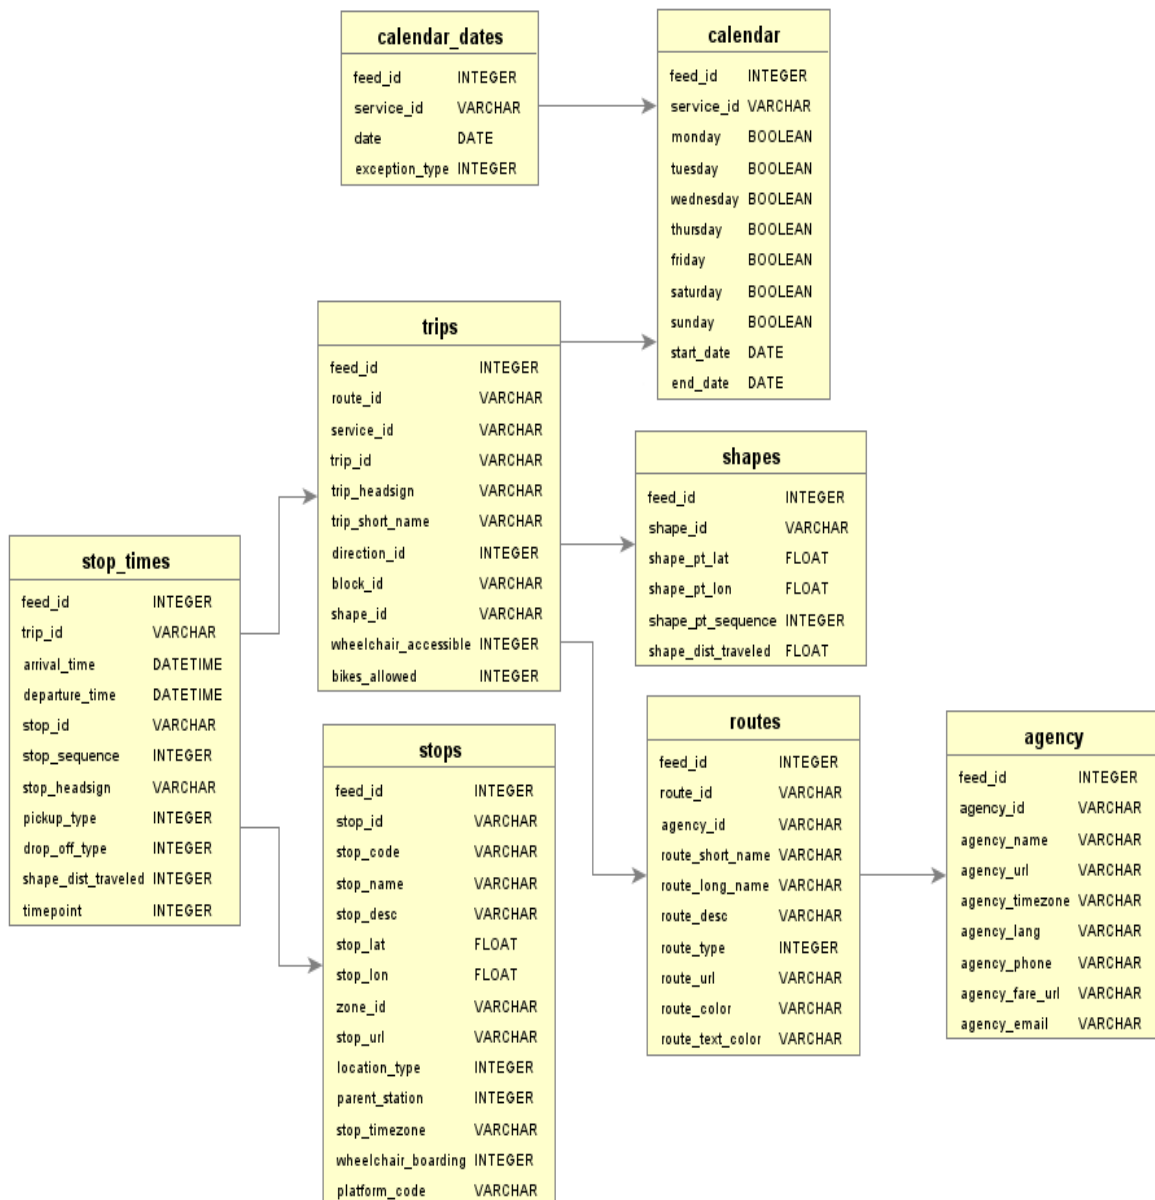 calendar_dates
feed_id INTEGER
service_id VARCHAR
date DATE
exception_type INTEGER
calendar
feed_id INTEGER
service_id VARCHAR
monday BOOLEAN
tuesday BOOLEAN
wednesday BOOLEAN
thursday BOOLEAN
friday BOOLEAN
saturday BOOLEAN
sunday BOOLEAN
start_date DATE
end_date DATE
trips
feed_id INTEGER
route_id VARCHAR
service_id VARCHAR
trip_id VARCHAR
trip_headsign VARCHAR
trip_short_name VARCHAR
direction_id INTEGER
block_id VARCHAR
shape_id VARCHAR
wheelchair_accessible INTEGER
bikes_allowed INTEGER
shapes
feed_id INTEGER
shape_id VARCHAR
shape_pt_lat FLOAT
shape_pt_lon FLOAT
shape_pt_sequence INTEGER
shape_dist_traveled FLOAT
stop_times
feed_id INTEGER
trip_id VARCHAR
arrival_time DATETIME
departure_time DATETIME
stop_id VARCHAR
stop_sequence INTEGER
stop_headsign VARCHAR
pickup_type INTEGER
drop_off_type INTEGER
shape_dist_traveled INTEGER
timepoint INTEGER
stops
feed_id INTEGER
stop_id VARCHAR
stop_code VARCHAR
stop_name VARCHAR
stop_desc VARCHAR
stop_lat FLOAT
stop_lon FLOAT
zone_id VARCHAR
stop_url VARCHAR
location_type INTEGER
parent_station INTEGER
stop_timezone VARCHAR
wheelchair_boarding INTEGER
platform_code VARCHAR
routes
feed_id INTEGER
route_id VARCHAR
agency_id VARCHAR
route_short_name VARCHAR
route_long_name VARCHAR
route_desc VARCHAR
route_type INTEGER
route_url VARCHAR
route_color VARCHAR
route_text_color VARCHAR
agency
feed_id INTEGER
agency_id VARCHAR
agency_name VARCHAR
agency_url VARCHAR
agency_timezone VARCHAR
agency_lang VARCHAR
agency_phone VARCHAR
agency_fare_url VARCHAR
agency_email VARCHAR